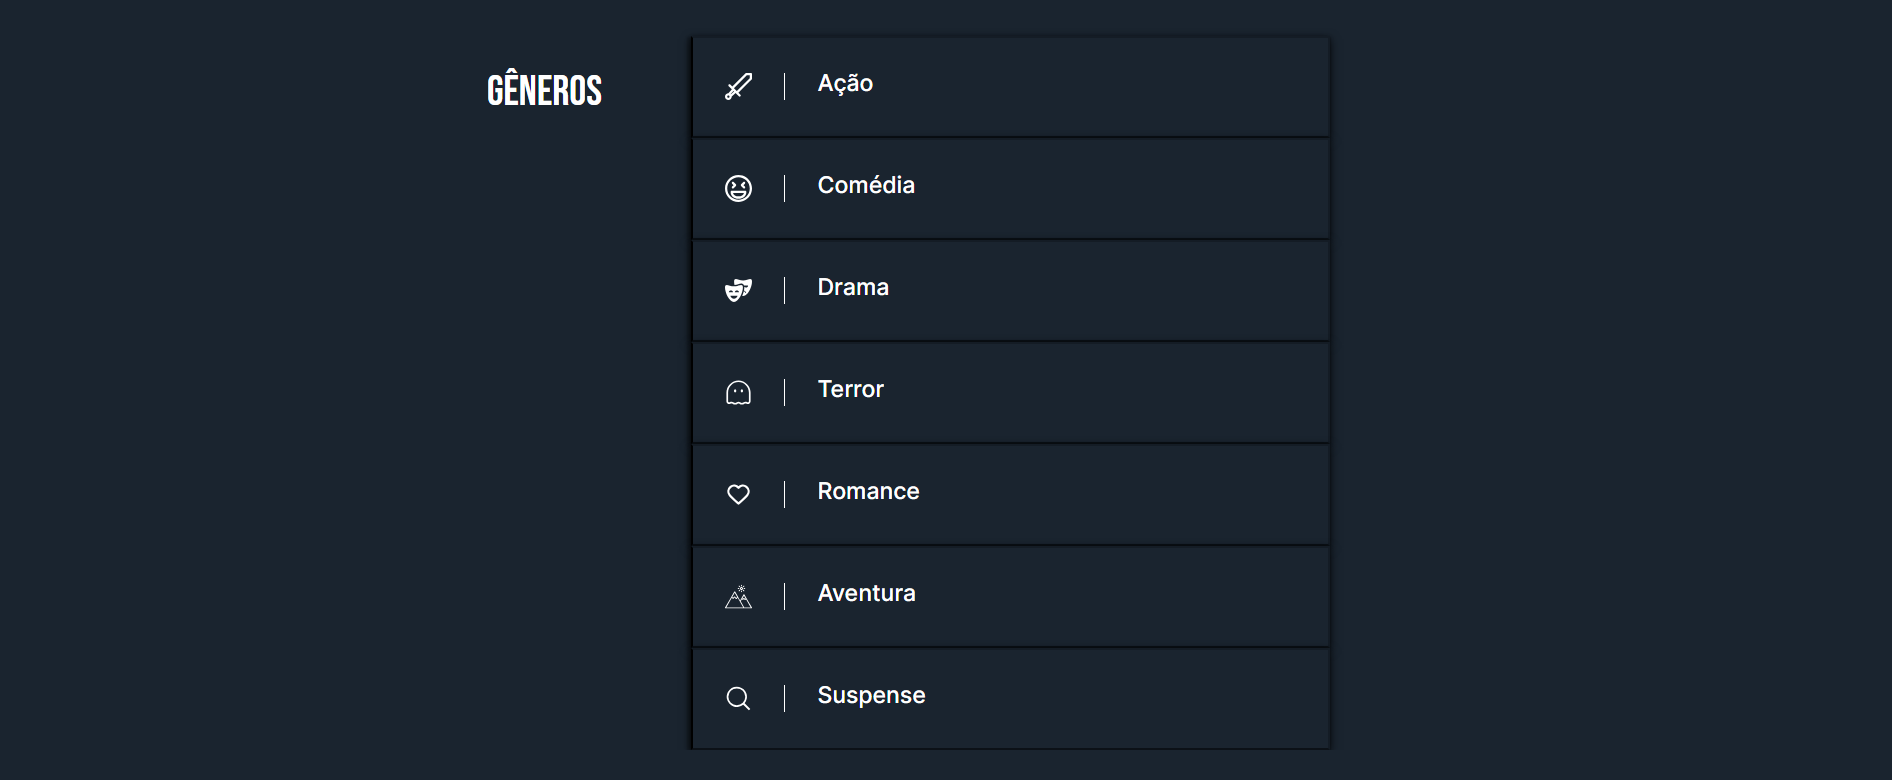 GÊNEROS
Ação
Comédia
Drama
Terror
Romance
Aventura
Suspense